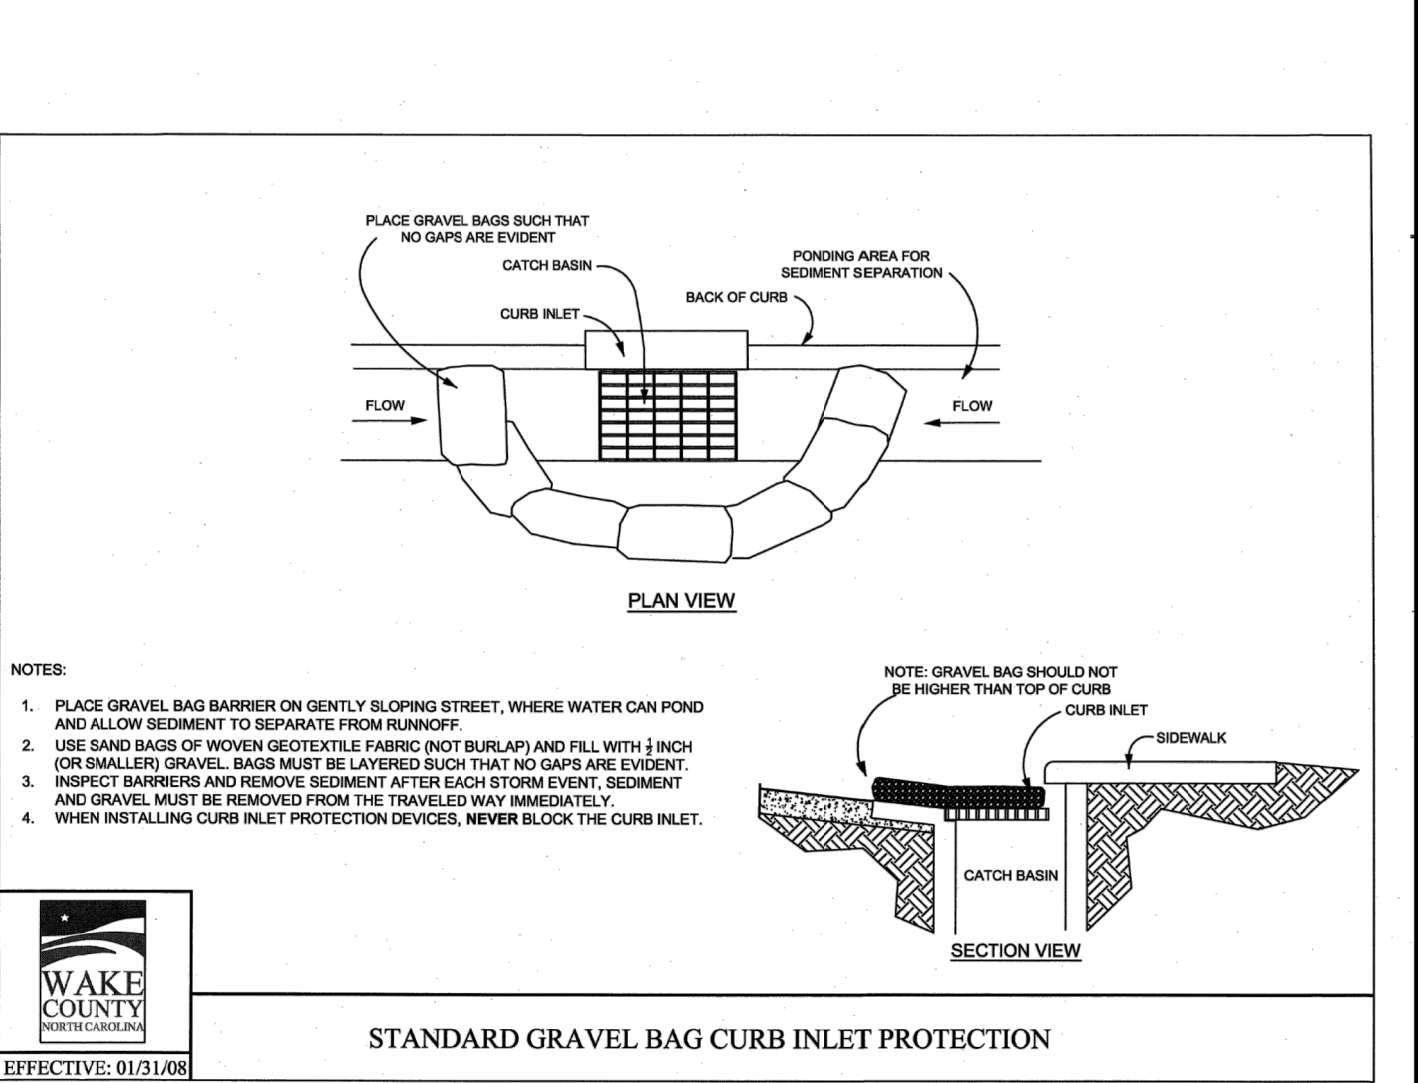 PLACE GRAVEL BAGS SUCH THAT
NO GAPS ARE EVIDENT
CATCH BASIN
CURB INLET
BACK OF CURB
PONDING AREA FOR
SEDIMENT SEPARATION
FLOW
FLOW
PLAN VIEW
NOTES:
1. PLACE GRAVEL BAG BARRIER ON GENTLY SLOPING STREET, WHERE WATER CAN POND
AND ALLOW SEDIMENT TO SEPARATE FROM RUNNOFF.
2. USE SAND BAGS OF WOVEN GEOTEXTILE FABRIC (NOT BURLAP) AND FILL WITH ½ INCH
(OR SMALLER) GRAVEL. BAGS MUST BE LAYERED SUCH THAT NO GAPS ARE EVIDENT.
3. INSPECT BARRIERS AND REMOVE SEDIMENT AFTER EACH STORM EVENT, SEDIMENT
AND GRAVEL MUST BE REMOVED FROM THE TRAVELED WAY IMMEDIATELY.
4. WHEN INSTALLING CURB INLET PROTECTION DEVICES, NEVER BLOCK THE CURB INLET.
NOTE: GRAVEL BAG SHOULD NOT
BE HIGHER THAN TOP OF CURB
CURB INLET
SIDEWALK
CATCH BASIN
SECTION VIEW
WAKE
COUNTY
NORTH CAROLINA
EFFECTIVE: 01/31/08
STANDARD GRAVEL BAG CURB INLET PROTECTION